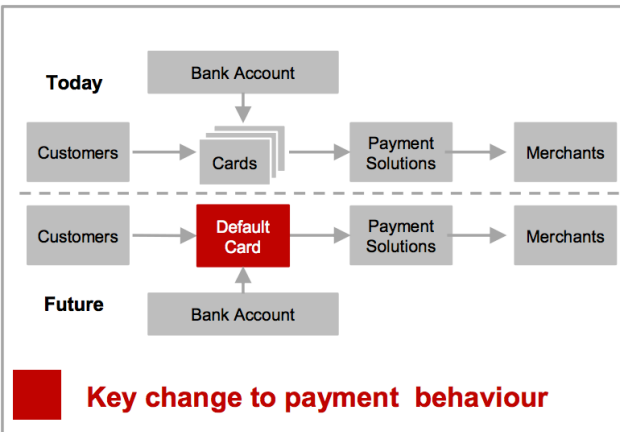 Today
Bank Account
Customers
Cards
Payment
Solutions
Merchants
Customers
Default
Card
Payment
Solutions
Merchants
Future
Bank Account
Key change to payment behaviour